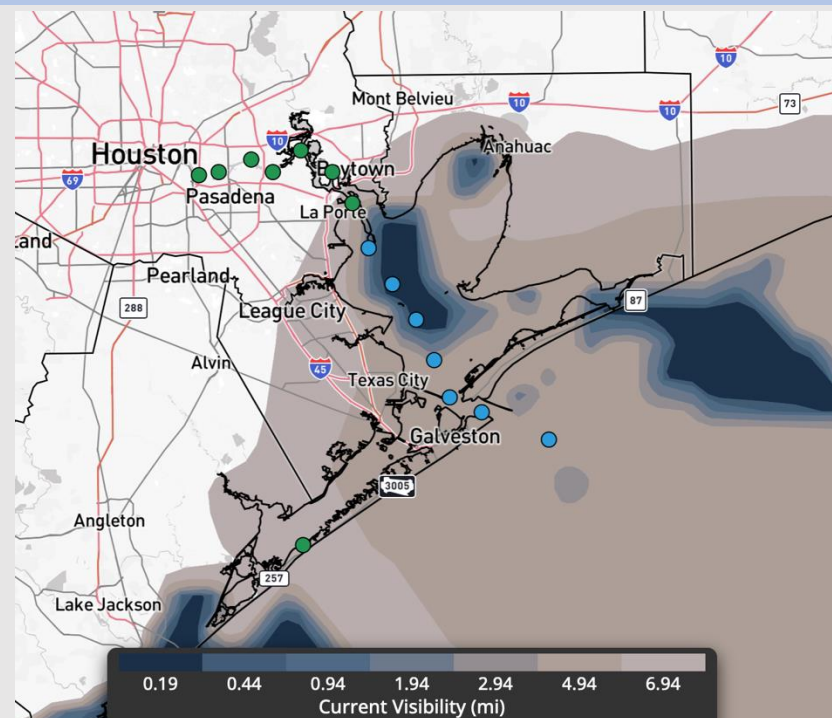 10
Mont Belvieu
10
10
73
10
Houston
Anahuac
Baytown
69
Pasadena
La Porte
Pearland
87
288
League City
Alvin
45
Texas City
Galveston
3005
Angleton
257
Lake Jackson
0.19 0.44 0.94 1.94 2.94 4.94 6.94
Current Visibility (mi)